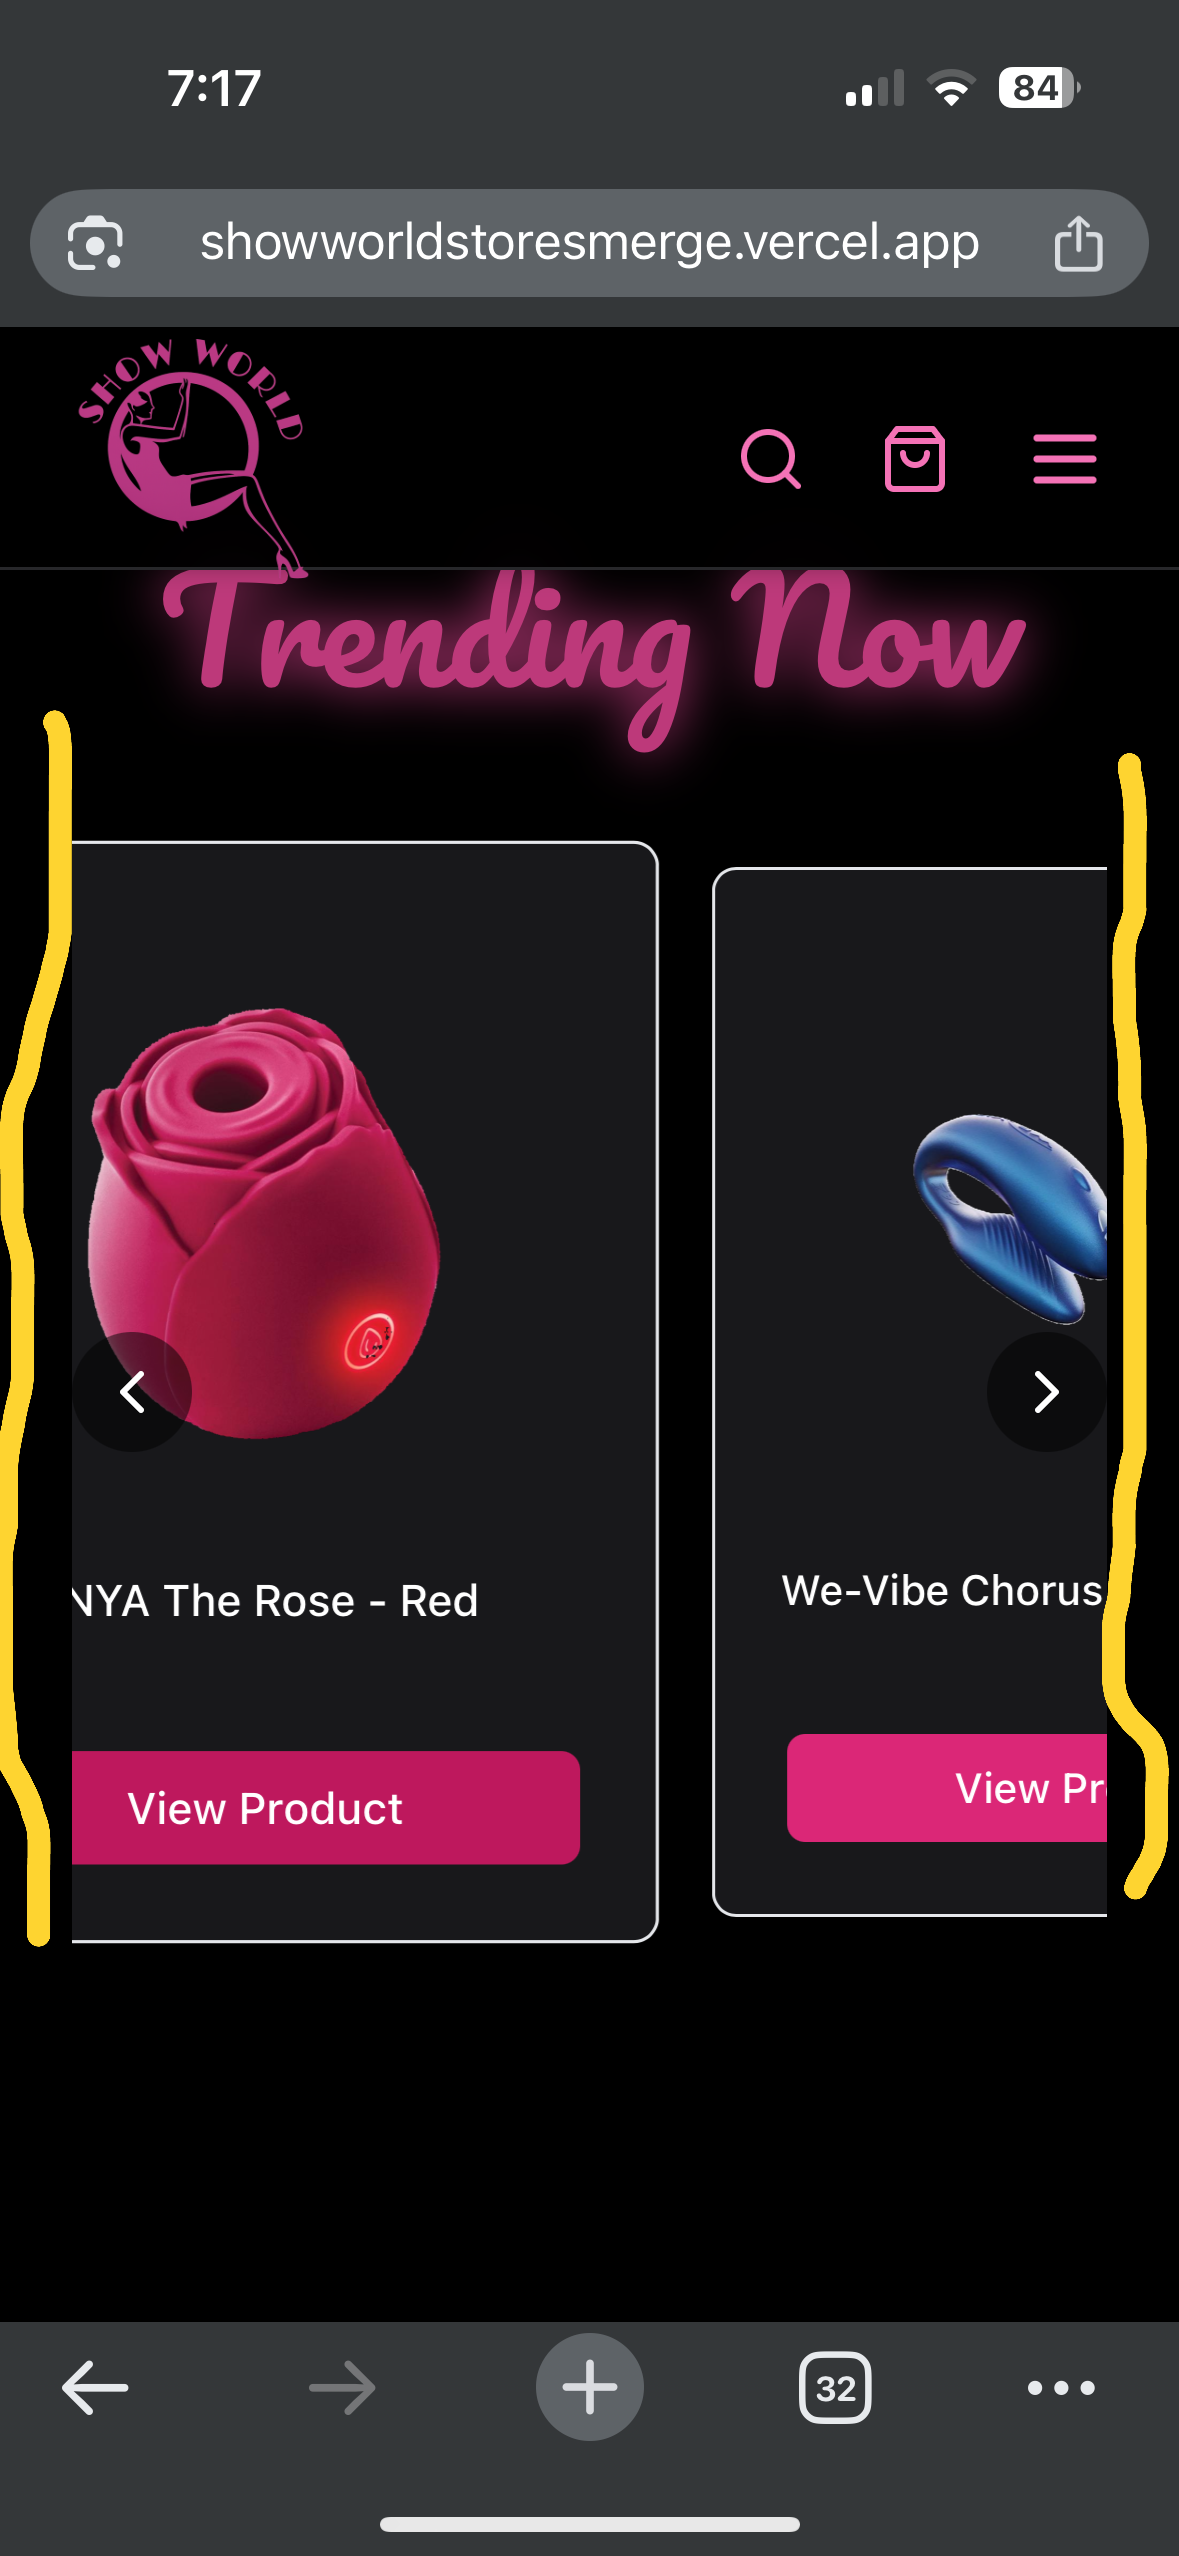 7:17
84
showworldstoresmerge.vercel.app
SHOW WORLD
Trending Now
NYA The Rose - Red
We-Vibe Chorus
View Product
View Pr
32